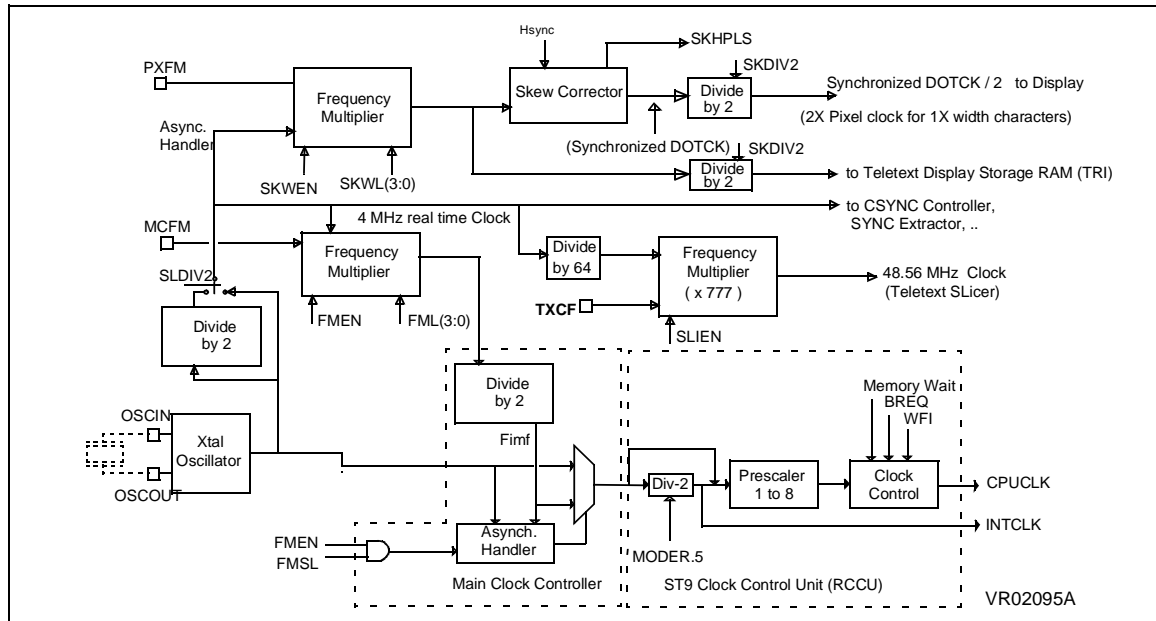 Hsync
SKHPLS
PXFM
SKDIV2
Frequency
Multiplier
Skew Corrector
Divide
by 2
Synchronized DOTCK / 2 to Display
(2X Pixel clock for 1X width characters)
Async.
Handler
(Synchronized DOTCK)
SKDIV2
SKWEN
SKWL(3:0)
Divide
by 2
to Teletext Display Storage RAM (TRI)
4 MHz real time Clock
to CSYNC Controller,
SYNC Extractor, ..
MCFM
Frequency
Multiplier
Divide
by 64
Frequency
Multiplier
( x 777 )
48.56 MHz Clock
(Teletext SLicer)
SLDIV2
TXCF
FMEN
FML(3:0)
SLIEN
Divide
by 2
Divide
by 2
Memory Wait
BREQ
WFI
OSCIN
Xtal
Oscillator
OSCOUT
Fimf
Div-2
Prescaler
1 to 8
Clock
Control
CPUCLK
INTCLK
FMEN
FMSL
Asynch.
Handler
MODER.5
Main Clock Controller
ST9 Clock Control Unit (RCCU)
VR02095A